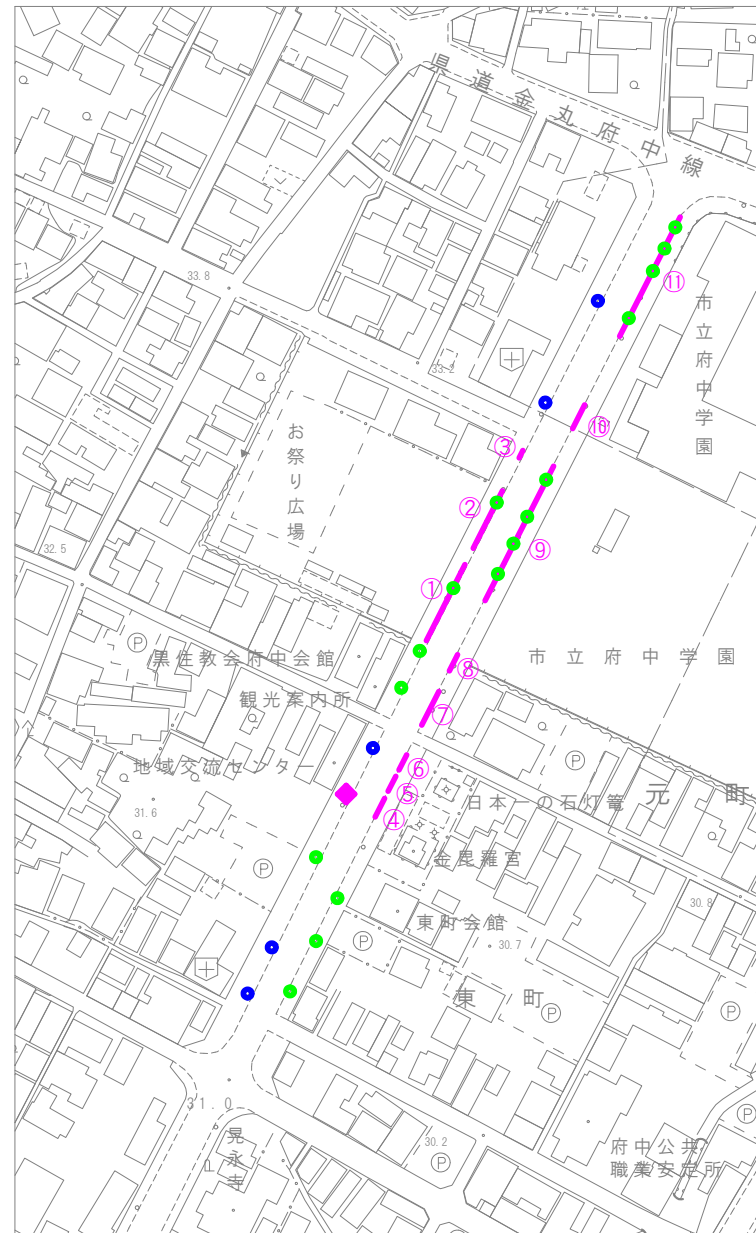 県道金丸府中線
33.8
⑪
市立府中学園
33.2
⑩
③
お祭り広場
②
⑨
32.5
①
P
黒住教会府中会館
市立府中学園
⑧
観光案内所
⑦
地域交流センター
⑥
P
元町
⑤
日本一の石灯篭
31.6
④
金毘羅宮
P
30.8
東町会館
P
30.7
東町
P
P
31.0
晃永寺
30.2
P
P
府中公共
職業安定所